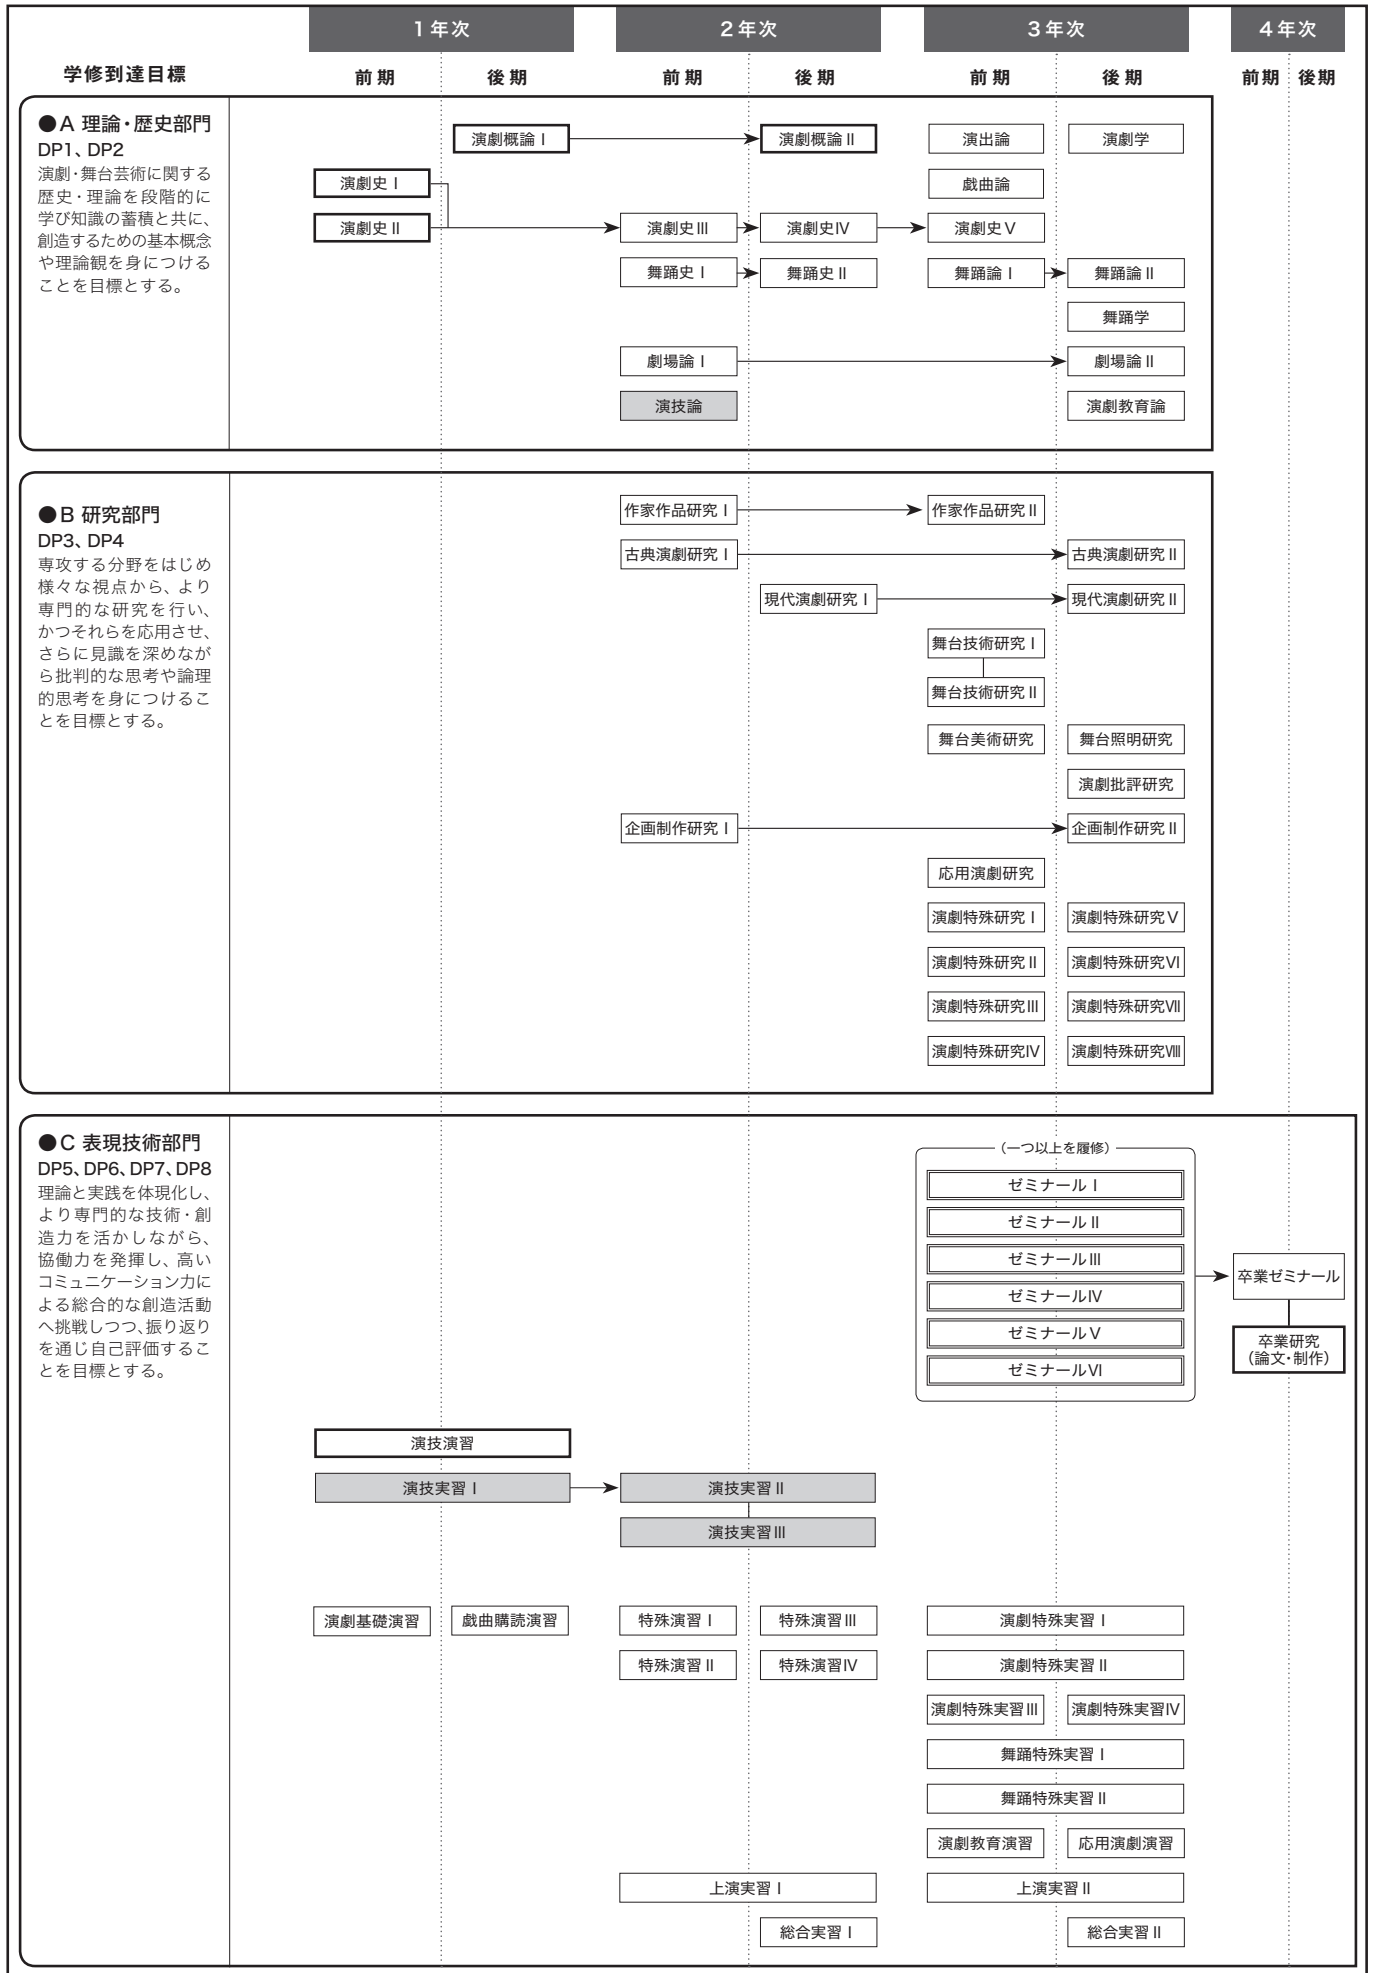 1年次 2年次 3年次 4年次
学修到達目標 前期 後期 前期 後期 前期 後期 前期 後期
●A 理論・歴史部門
DP1、DP2
演劇・舞台芸術に関する
歴史・理論を段階的に
学び知識の蓄積と共に、
創造するための基本概念
や理論観を身につける
ことを目標とする。
演劇概論Ⅰ 演劇概論Ⅱ 演出論 演劇学
演劇史Ⅰ 戯曲論
演劇史Ⅱ 演劇史Ⅲ 演劇史Ⅳ 演劇史Ⅴ
舞踊史Ⅰ 舞踊史Ⅱ 舞踊論Ⅰ 舞踊論Ⅱ
舞踊学
劇場論Ⅰ 劇場論Ⅱ
演技論 演劇教育論
●B 研究部門
DP3、DP4
専攻する分野をはじめ
様々な視点から、より
専門的な研究を行い、
かつそれらを応用させ、
さらに見識を深めなが
ら批判的な思考や論理
的思考を身につけるこ
とを目標とする。
作家作品研究Ⅰ 作家作品研究Ⅱ
古典演劇研究Ⅰ 古典演劇研究Ⅱ
現代演劇研究Ⅰ 現代演劇研究Ⅱ
舞台技術研究Ⅰ
舞台技術研究Ⅱ
舞台美術研究 舞台照明研究
演劇批評研究
企画制作研究Ⅰ 企画制作研究Ⅱ
応用演劇研究
演劇特殊研究Ⅰ 演劇特殊研究Ⅴ
演劇特殊研究Ⅱ 演劇特殊研究Ⅵ
演劇特殊研究Ⅲ 演劇特殊研究Ⅶ
演劇特殊研究Ⅳ 演劇特殊研究Ⅷ
●C 表現技術部門
DP5、DP6、DP7、DP8
理論と実践を体現化し、
より専門的な技術・創
造力を活かしながら、
協働力を発揮し、高い
コミュニケーション力に
よる総合的な創造活動
へ挑戦しつつ、振り返り
を通じ自己評価するこ
とを目標とする。
(一つ以上を履修)
ゼミナールⅠ
ゼミナールⅡ
ゼミナールⅢ
ゼミナールⅣ
ゼミナールⅤ
ゼミナールⅥ
卒業ゼミナール
卒業研究
(論文・制作)
演技演習
演技実習Ⅰ 演技実習Ⅱ
演技実習Ⅲ
演劇基礎演習 戯曲購読演習 特殊演習Ⅰ 特殊演習Ⅲ 演劇特殊実習Ⅰ
特殊演習Ⅱ 特殊演習Ⅳ 演劇特殊実習Ⅱ
演劇特殊実習Ⅲ 演劇特殊実習Ⅳ
舞踊特殊実習Ⅰ
舞踊特殊実習Ⅱ
演劇教育演習 応用演劇演習
上演実習Ⅰ 上演実習Ⅱ
総合実習Ⅰ 総合実習Ⅱ